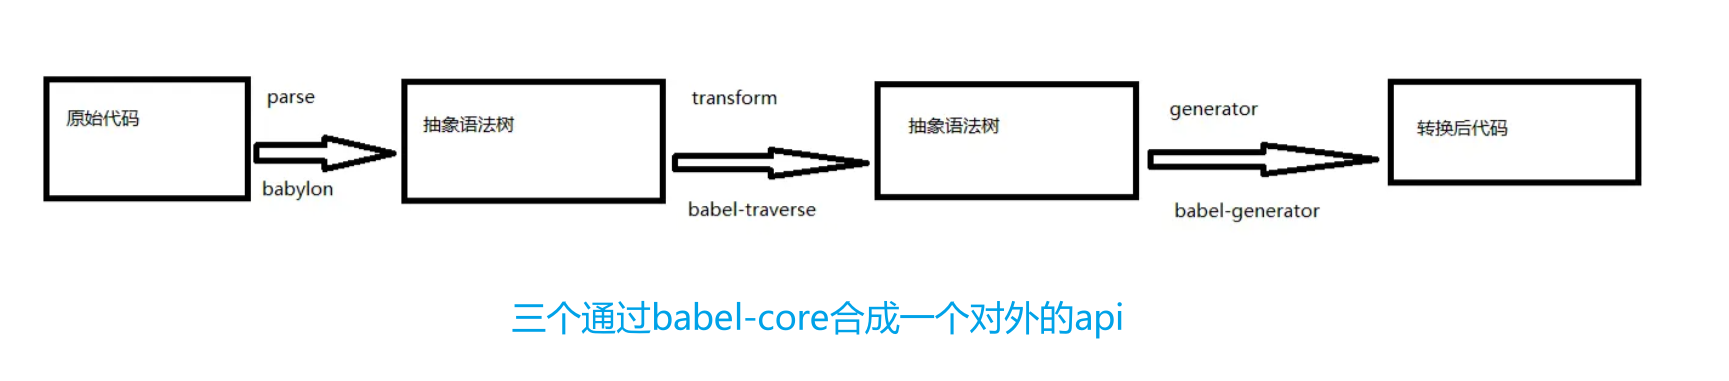 原始代码
parse
babylon
抽象语法树
transform
babel-traverse
抽象语法树
generator
babel-generator
转换后代码
三个通过babel-core合成一个对外的api